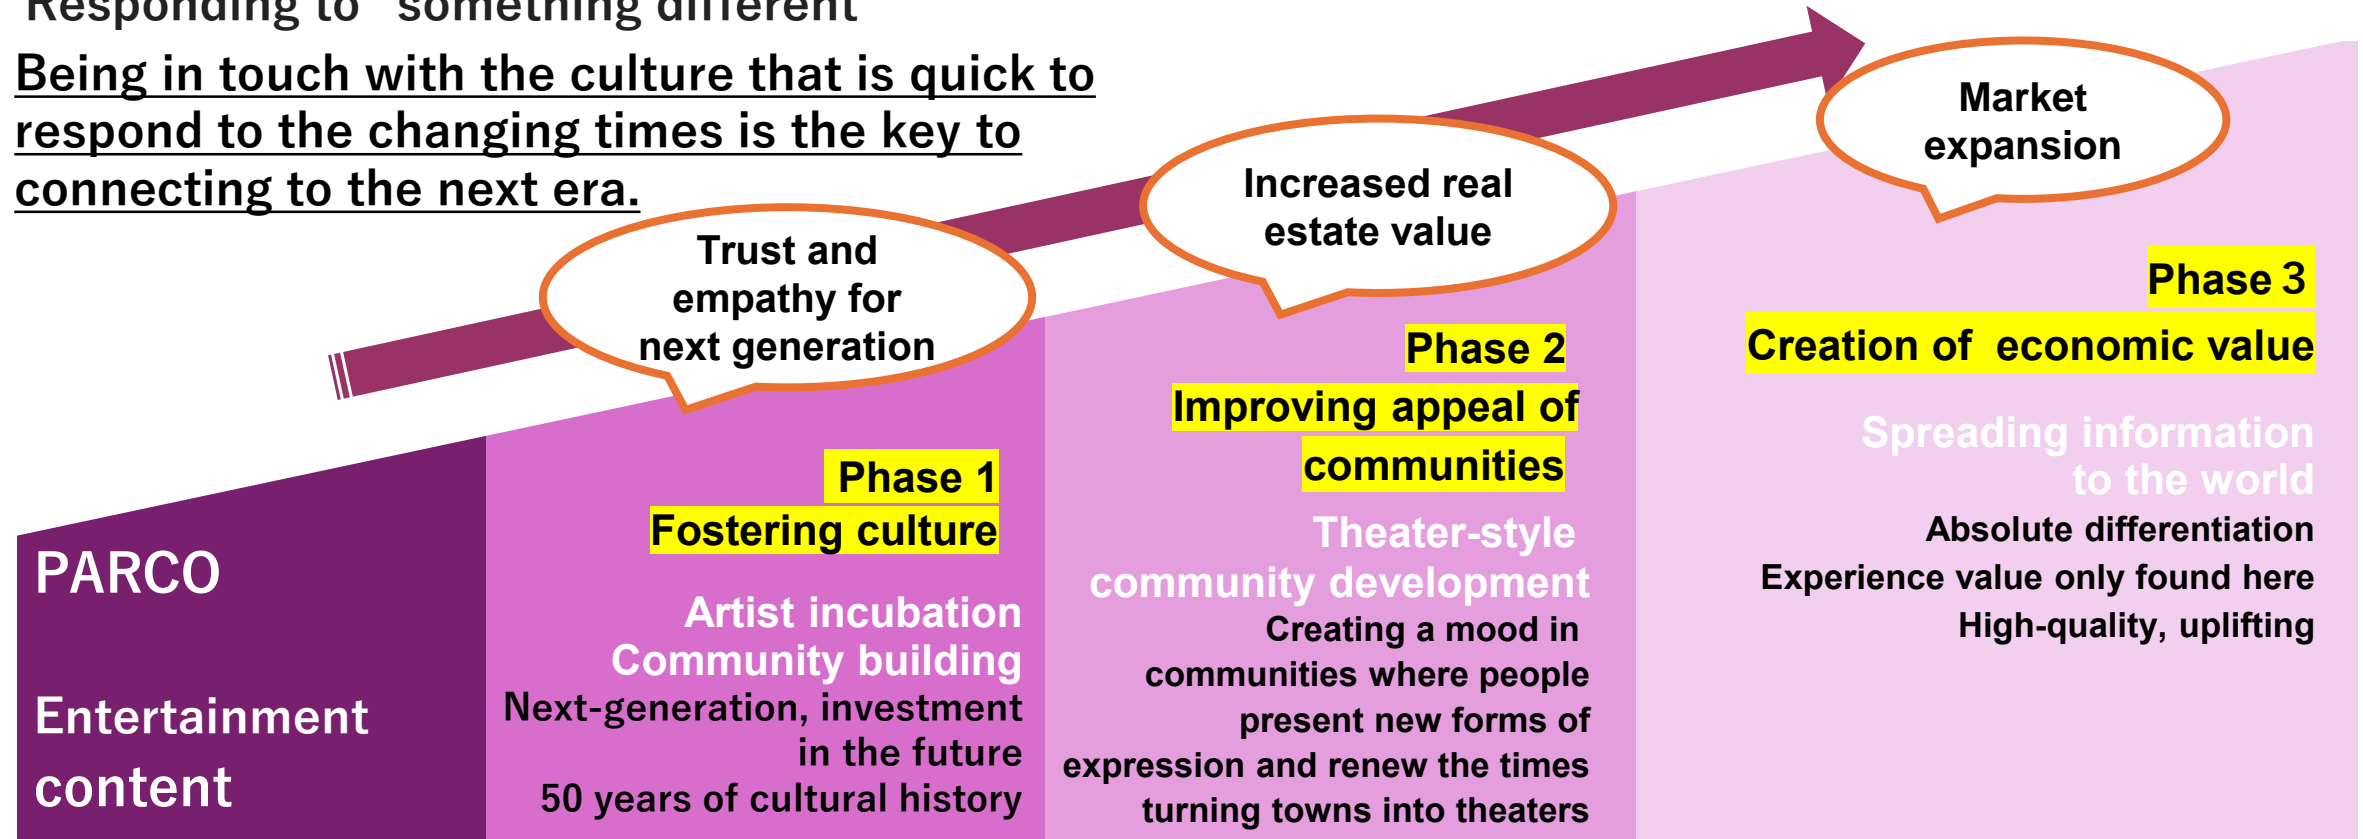 Responding to "something different
Being in touch with the culture that is quick to
respond to the changing times is the key to
connecting to the next era.
Trust and
empathy for
next generation
Increased real
estate value
Market
expansion
PARCO
Entertainment
content
Phase 1
Fostering culture
Artist incubation
Community building
Next-generation, investment
in the future
50 years of cultural history
Phase 2
Improving appeal of
communities
Theater-style
community development
Creating a mood in
communities where people
present new forms of
expression and renew the times
turning towns into theaters
Phase 3
Creation of  economic value
Spreading information
to the world
Absolute differentiation
Experience value only found here
High-quality, uplifting